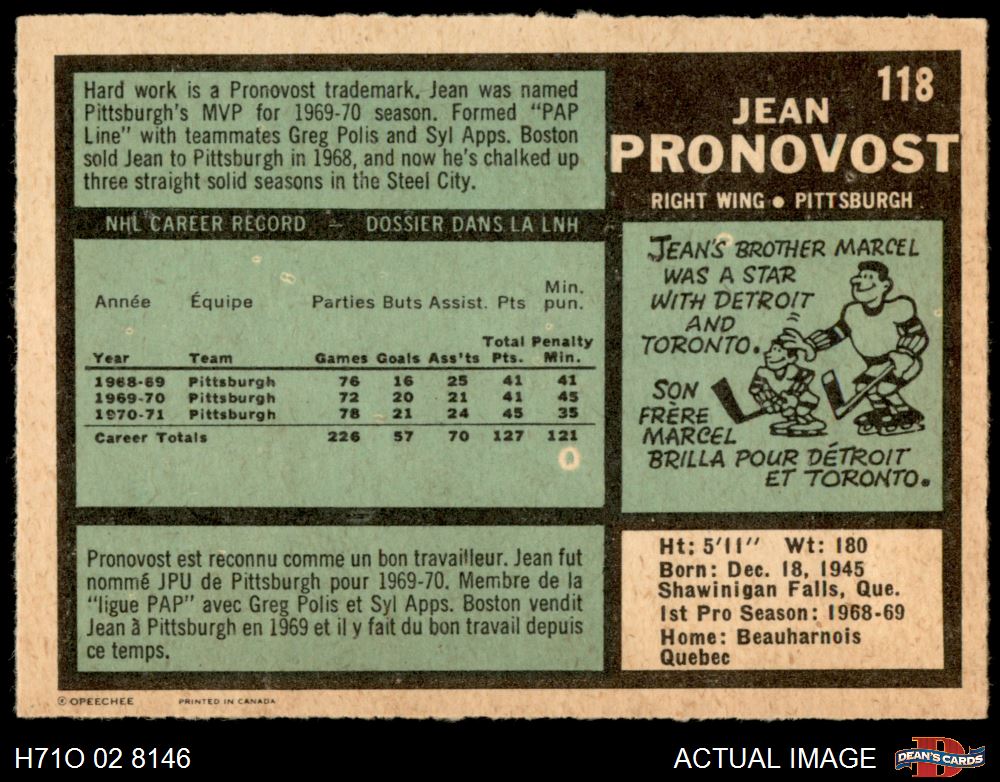 118
JEAN
PRONOVOST
RIGHT WING • PITTSBURGH
Hard work is a Pronovost trademark. Jean was named
Pittsburgh's MVP for 1969-70 season. Formed "PAP
Line" with teammates Greg Polis and Syl Apps. Boston
sold Jean to Pittsburgh in 1968, and now he's chalked up
three straight solid seasons in the Steel City.
NHL CAREER RECORD — DOSSIER DANS LA LNH
Année Équipe Parties Buts Assist. Pts Min. pun.
Year Team Games Goals Ass'ts Total Pts. Penalty Min.
1968-69 Pittsburgh 76 16 25 41 41
1969-70 Pittsburgh 72 20 21 41 45
1970-71 Pittsburgh 78 21 24 45 35
Career Totals 226 57 70 127 121
Pronovost est reconnu comme un bon travailleur. Jean fut
nommé JPU de Pittsburgh pour 1969-70. Membre de la
"ligue PAP" avec Greg Polis et Syl Apps. Boston vendit
Jean à Pittsburgh en 1969 et il y fait du bon travail depuis
ce temps.
JEAN'S BROTHER MARCEL
WAS A STAR
WITH DETROIT
AND
TORONTO.
SON
FRÈRE
MARCEL
BRILLA POUR DÉTROIT
ET TORONTO.
Ht: 5'11" Wt: 180
Born: Dec. 18, 1945
Shawinigan Falls, Que.
1st Pro Season: 1968-69
Home: Beauharnois
Quebec
© OPEECHEE PRINTED IN CANADA
H71O 02 8146
ACTUAL IMAGE
D
DEAN'S CARDS